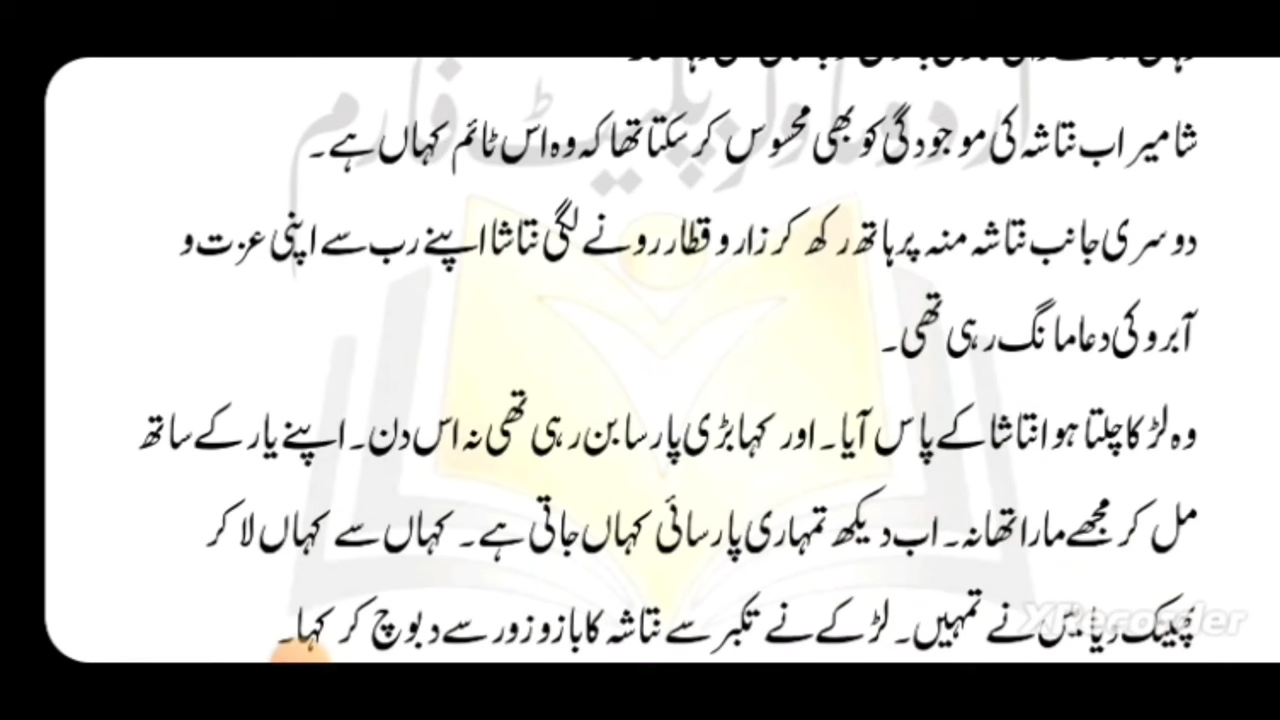 شامیر اب نتاشہ کی موجودگی کو بھی محسوس کر سکتا تھا کہ وہ اس ٹائم کہاں ہے۔
دوسری جانب نتاشہ منہ پر ہاتھ رکھ کر زار و قطار رونے لگی نتاشا اپنے رب سے اپنی عزت و
آبرو کی دعا مانگ رہی تھی۔
وہ لڑکا چلتا ہوا نتاشا کے پاس آیا۔ اور کہا بڑی پارسا بن رہی تھی نہ اس دن۔ اپنے یار کے ساتھ
مل کر مجھے مارا تھا نہ۔ اب دیکھ تمہاری پارسائی کہاں جاتی ہے۔ کہاں سے کہاں لا کر
پھینک دیا میں نے تمہیں۔ لڑکے نے تکبر سے نتاشہ کا بازو زور سے دبوچ کر کہا۔
XRecorder